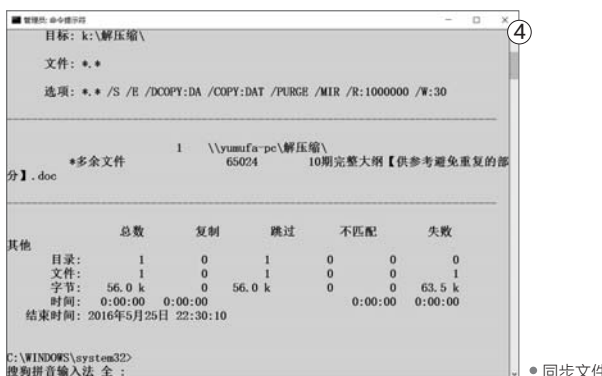 管理员: 命令提示符
④
目标: k:\解压缩\
文件: *.*
选项: *.* /S /E /DCOPY:DA /COPY:DAT /PURGE /MIR /R:1000000 /W:30
1 \\yumufa-pc\解压缩\
*多余文件 65024 10期完整大纲【供参考避免重复的部
分】.doc
总数 复制 跳过 不匹配 失败
其他
目录: 1 0 1 0 0
文件: 1 0 1 0 0 1
字节: 56.0 k 0 56.0 k 0 0 63.5 k
时间: 0:00:00 0:00:00 0:00:00 0:00:00
结束时间: 2016年5月25日 22:30:10
C:\WINDOWS\system32>
搜狗拼音输入法 全 :
● 同步文件